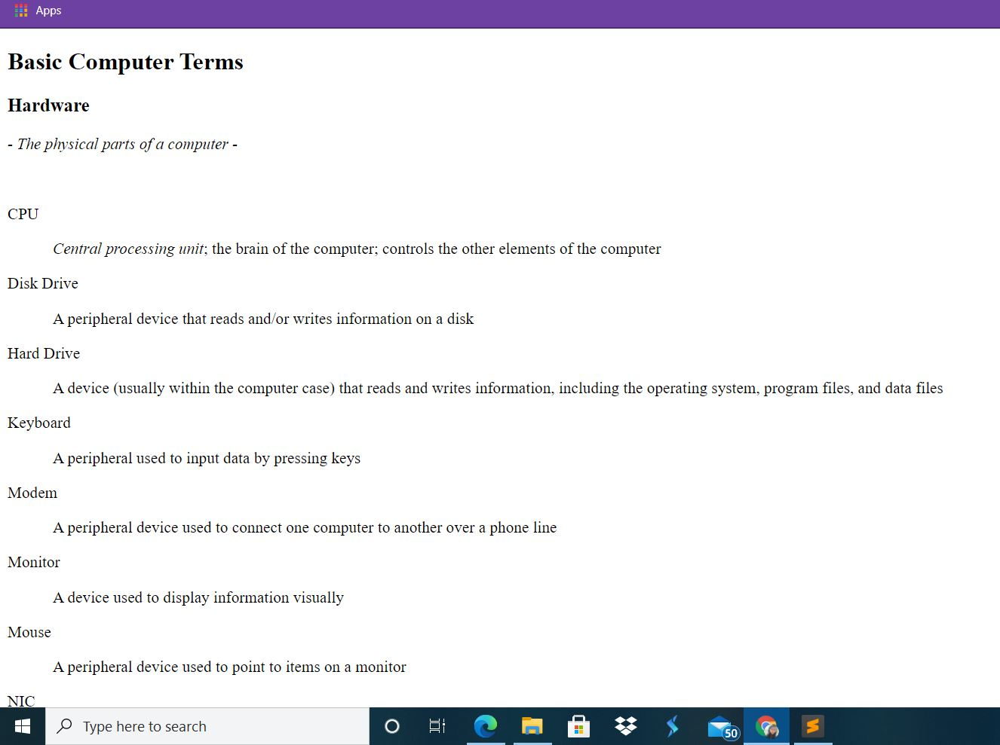 Apps
Basic Computer Terms
Hardware
- The physical parts of a computer -
CPU
Central processing unit; the brain of the computer; controls the other elements of the computer
Disk Drive
A peripheral device that reads and/or writes information on a disk
Hard Drive
A device (usually within the computer case) that reads and writes information, including the operating system, program files, and data files
Keyboard
A peripheral used to input data by pressing keys
Modem
A peripheral device used to connect one computer to another over a phone line
Monitor
A device used to display information visually
Mouse
A peripheral device used to point to items on a monitor
NIC
Type here to search
50